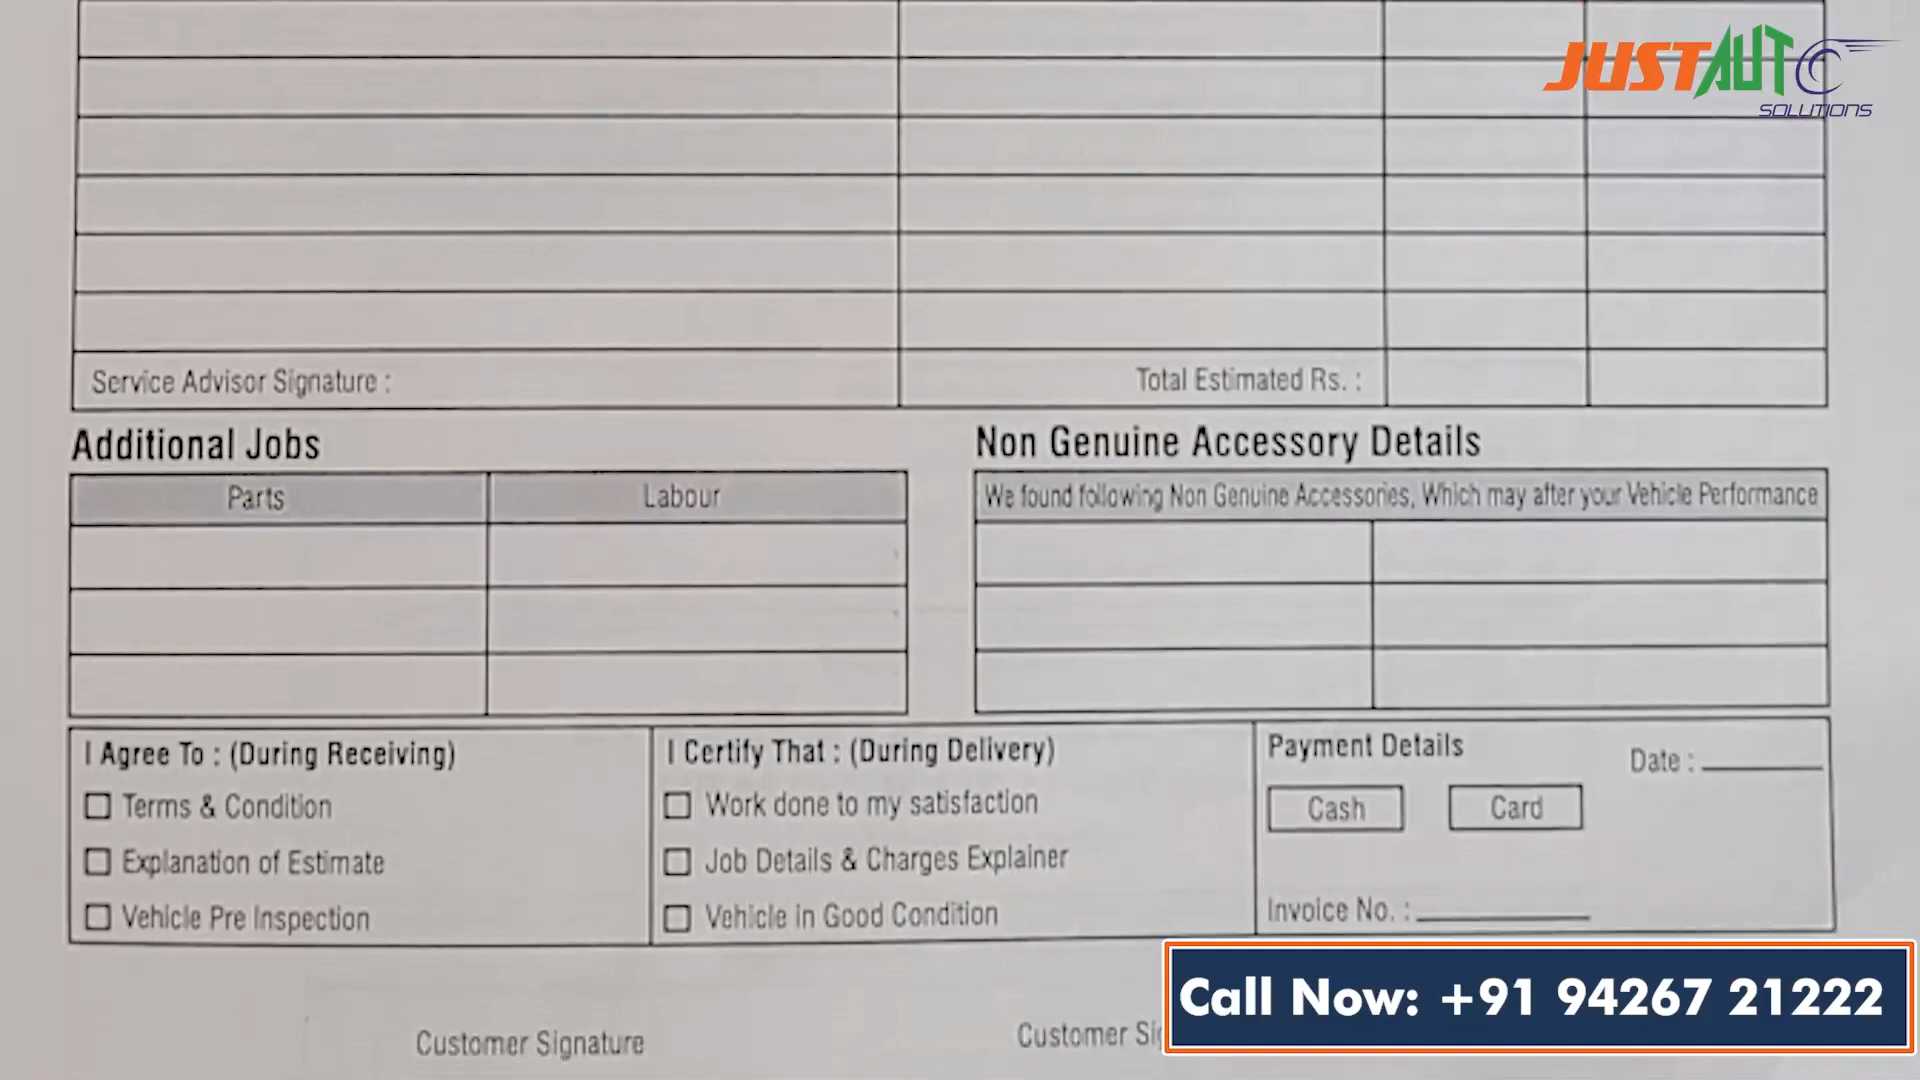 JUSTAUTO
SOLUTIONS
Service Advisor Signature :
Total Estimated Rs. :
Additional Jobs
Parts
Labour
Non Genuine Accessory Details
We found following Non Genuine Accessories, Which may after your Vehicle Performance
I Agree To : (During Receiving)
Terms & Condition
Explanation of Estimate
Vehicle Pre Inspection
I Certify That : (During Delivery)
Work done to my satisfaction
Job Details & Charges Explainer
Vehicle in Good Condition
Payment Details
Date :
Cash
Card
Invoice No. :
Customer Signature
Customer
Call Now: +91 94267 21222